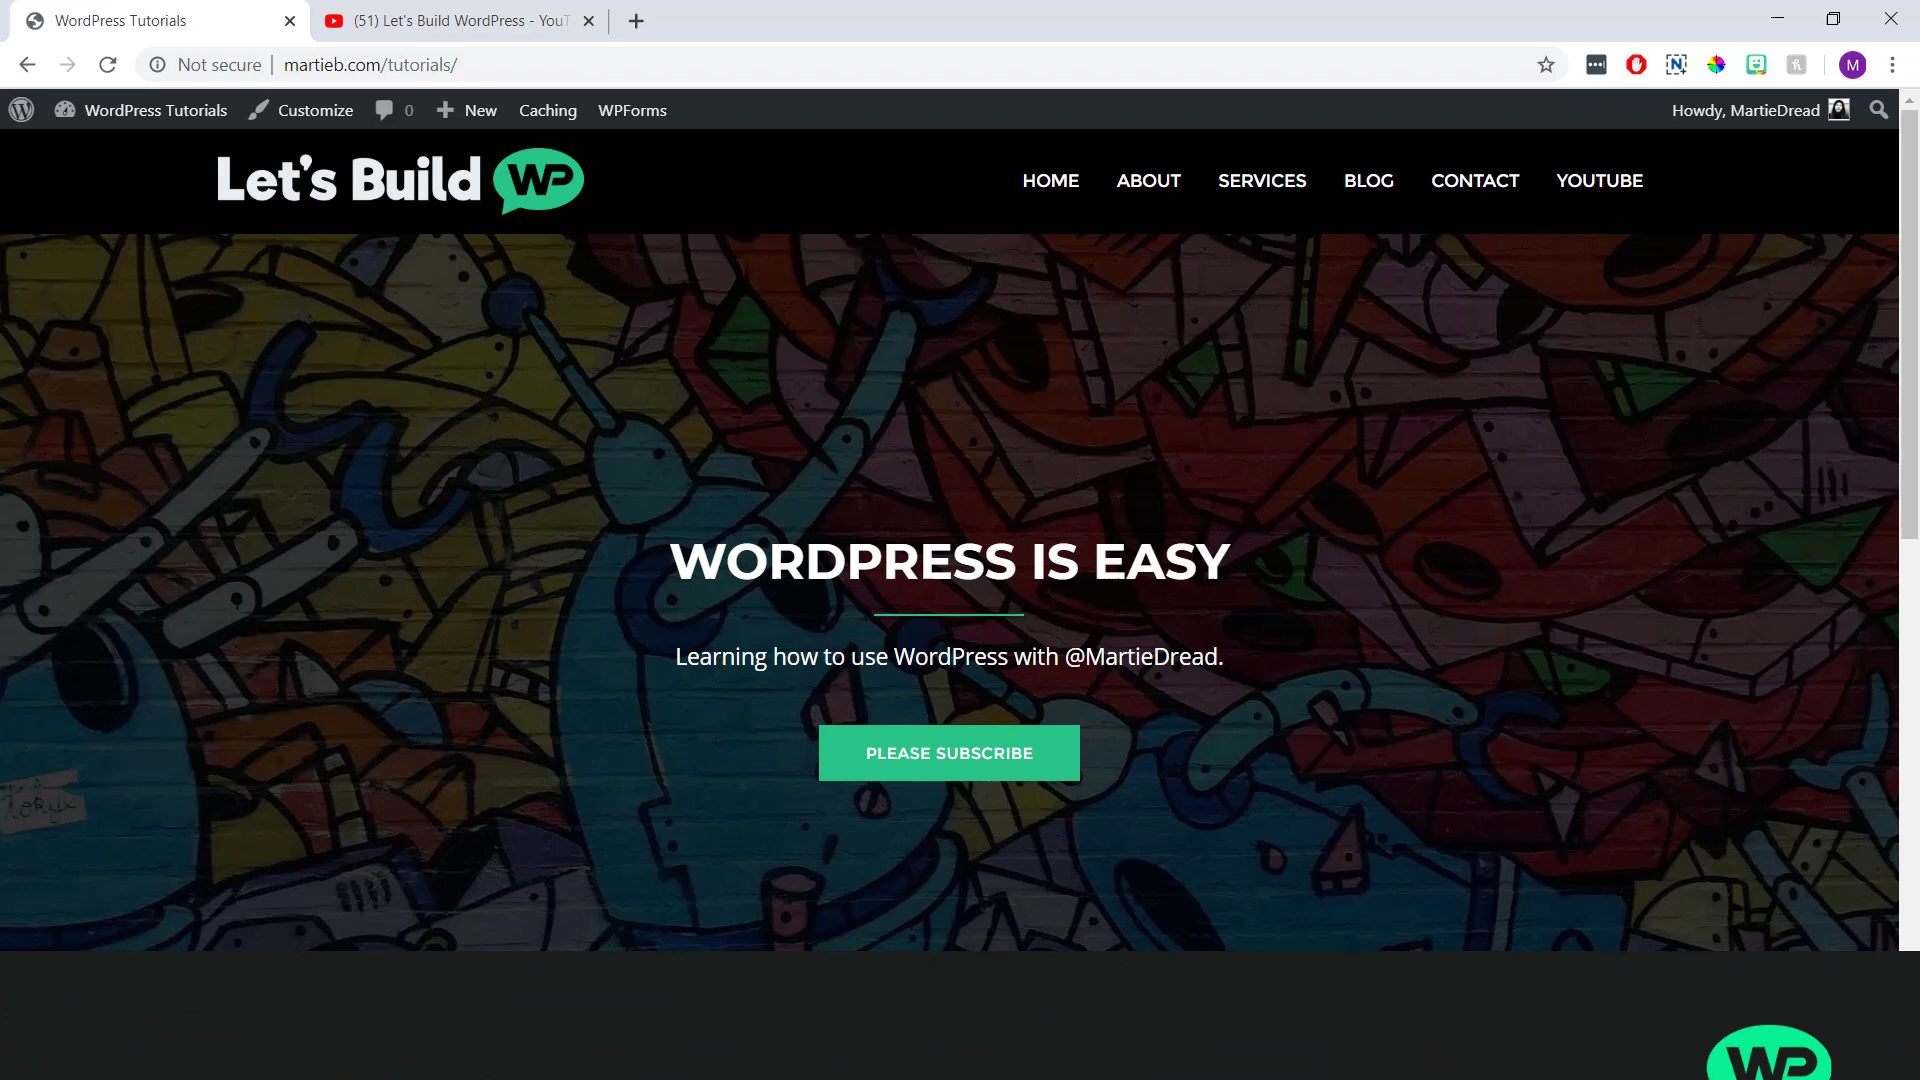 WordPress Tutorials
(51) Let's Build WordPress - YouT
Not secure
martieb.com/tutorials/
M
WordPress Tutorials
Customize
0
New
Caching
WPForms
Howdy, MartieDread
Let's Build WP
HOME
ABOUT
SERVICES
BLOG
CONTACT
YOUTUBE
WORDPRESS IS EASY
Learning how to use WordPress with @MartieDread.
PLEASE SUBSCRIBE
WP